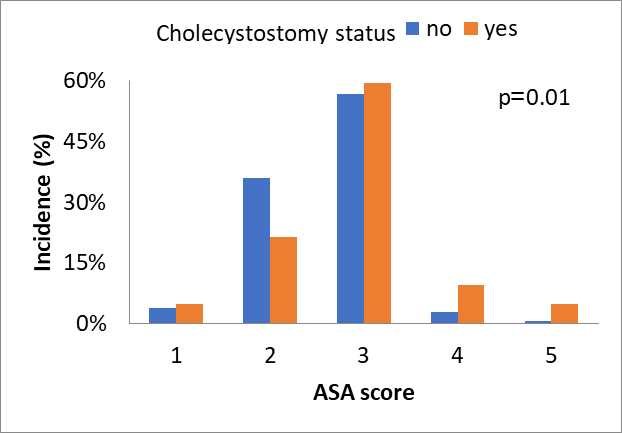 Cholecystostomy status no yes
60%
p=0.01
45%
30%
15%
0%
Incidence (%)
1 2 3 4 5
ASA score